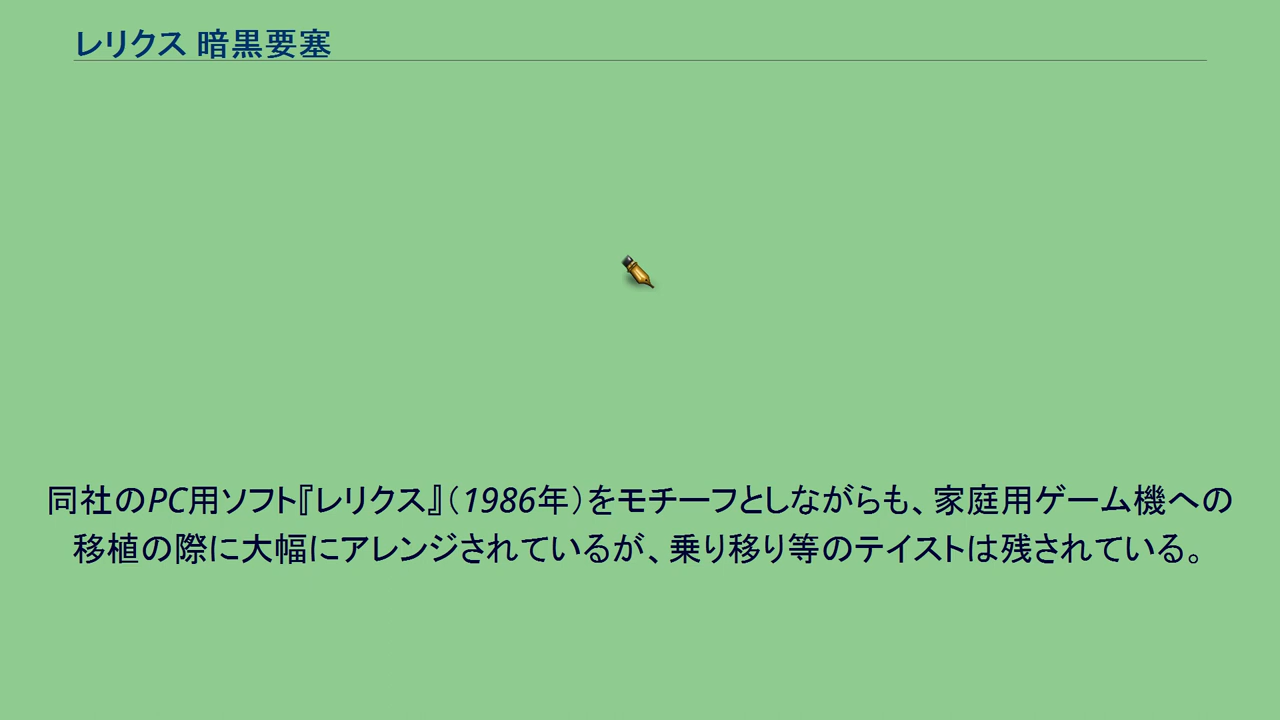 レリクス 暗黒要塞
同社のPC用ソフト『レリクス』（1986年）をモチーフとしながらも、家庭用ゲーム機への
移植の際に大幅にアレンジされているが、乗り移り等のテイストは残されている。